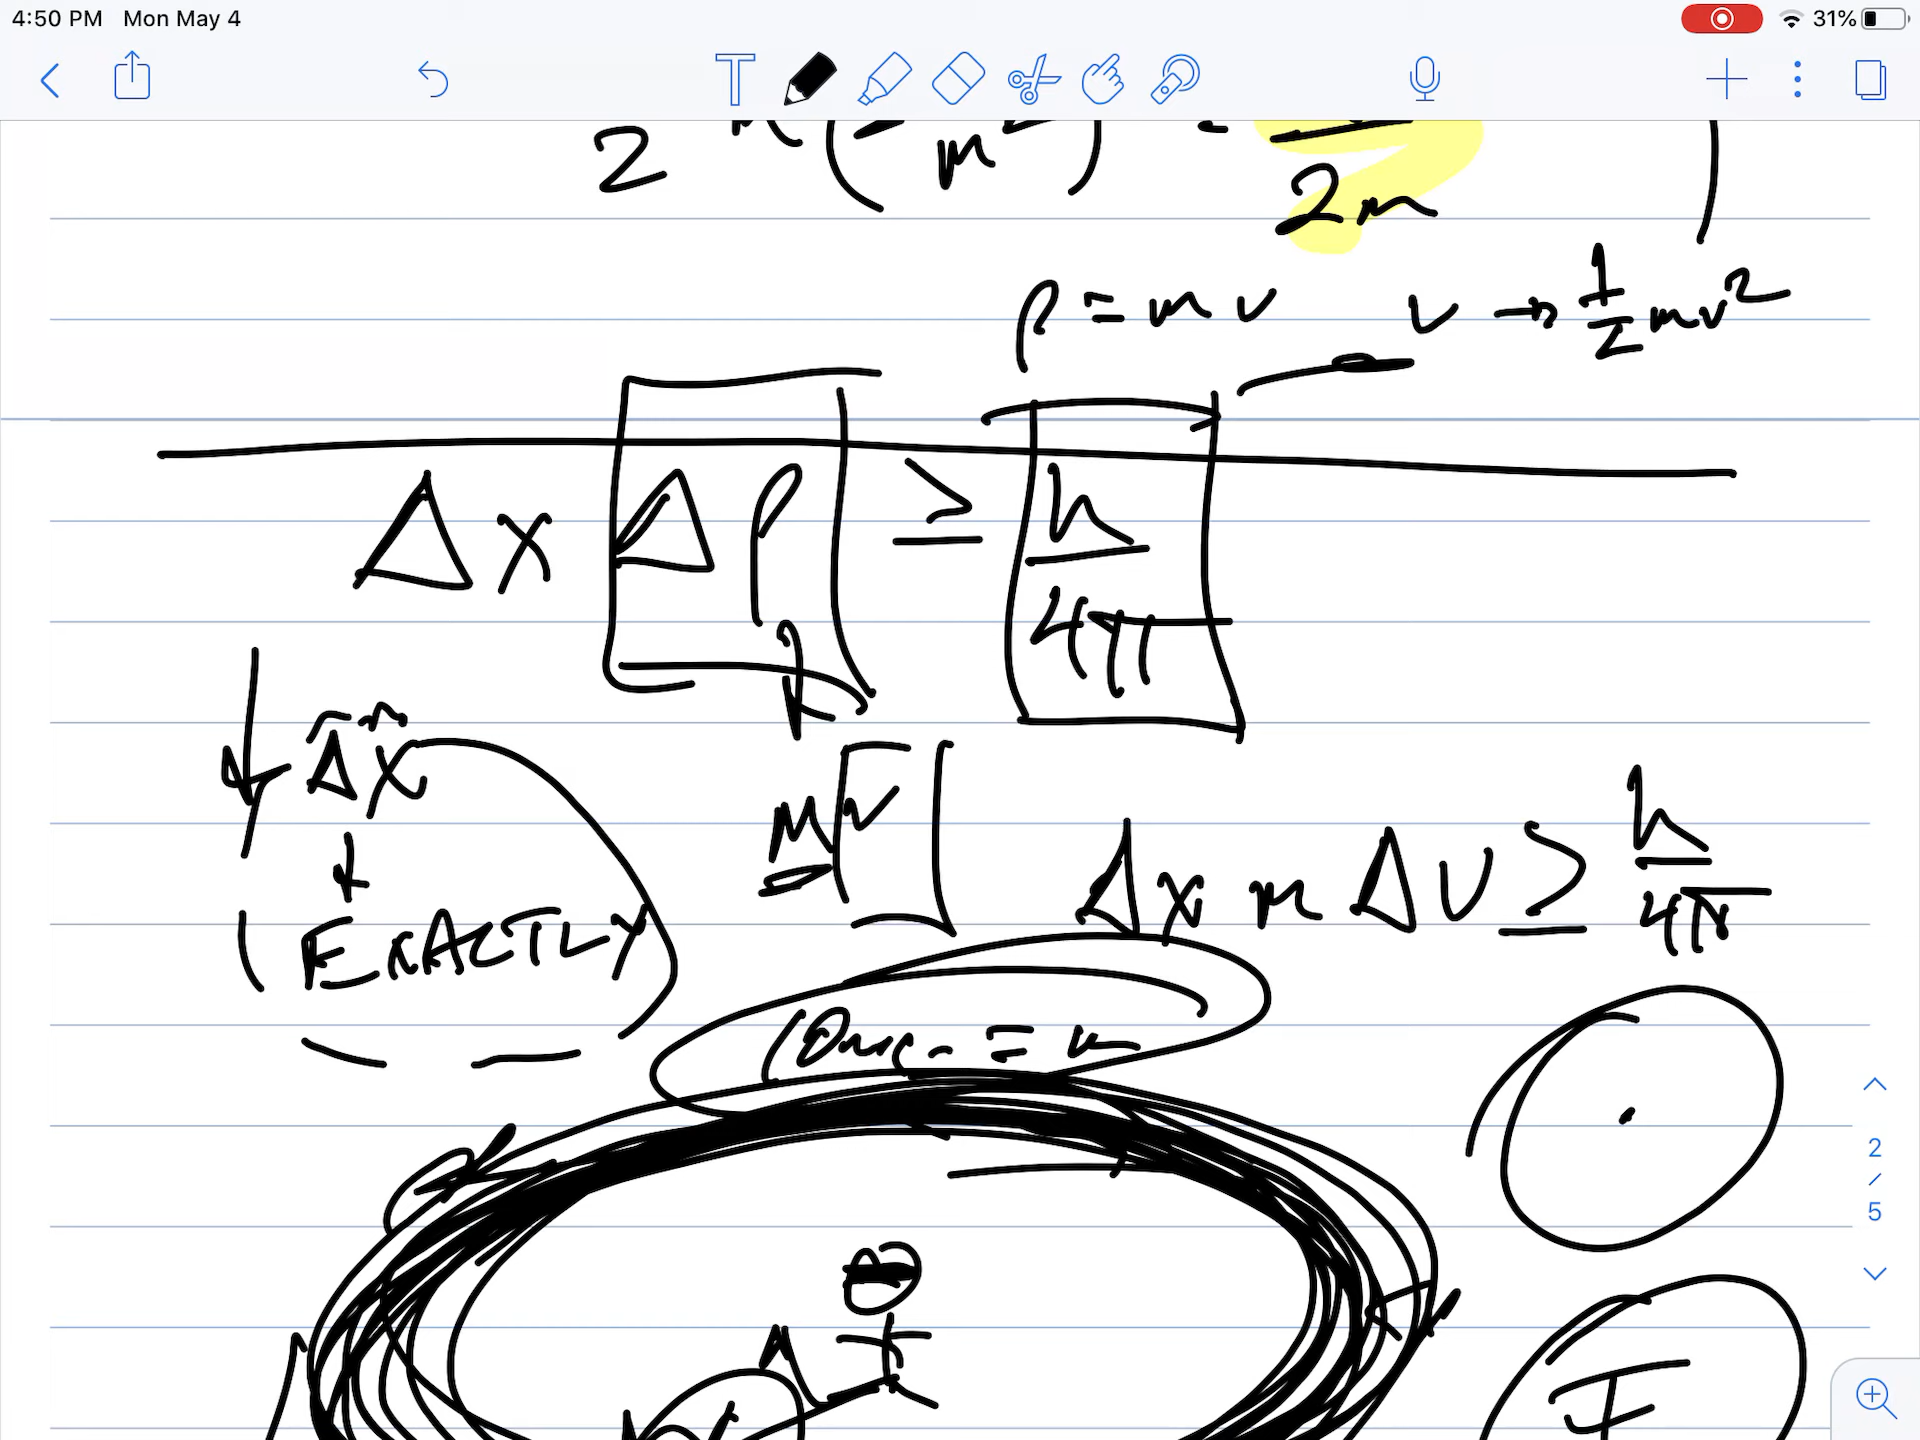 4:50 PM Mon May 4 31%
T
2 m 2m
p = mv v → 1/2 mv²
Δx Δp ≥ h/4π
Δx
mv
Δx m Δv ≥ h/4π
(EXACTLY
2
/
5